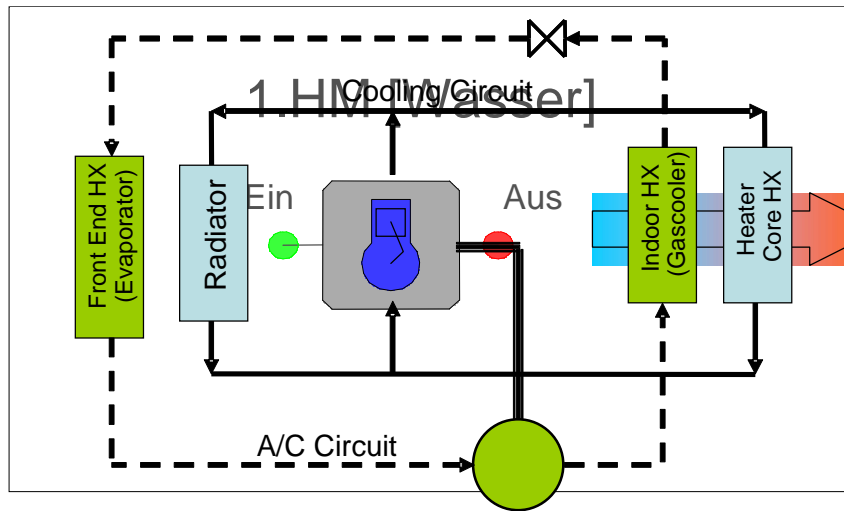 1.HM [Wasser]
Cooling Circuit
Ein
Aus
Front End HX
(Evaporator)
Radiator
Indoor HX
(Gascooler)
Heater
Core HX
A/C Circuit